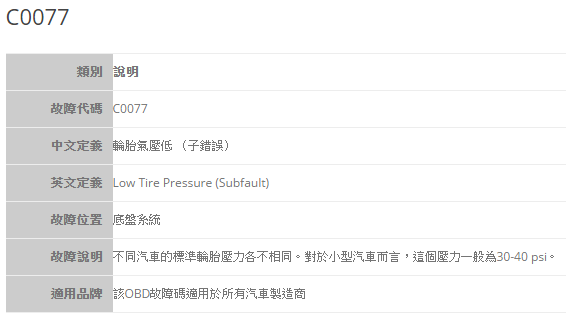 C0077
類別 說明
故障代碼 C0077
中文定義 輪胎氣壓低 （子錯誤）
英文定義 Low Tire Pressure (Subfault)
故障位置 底盤系統
故障說明 不同汽車的標準輪胎壓力各不相同。對於小型汽車而言，這個壓力一般為30-40 psi。
適用品牌 該OBD故障碼適用於所有汽車製造商